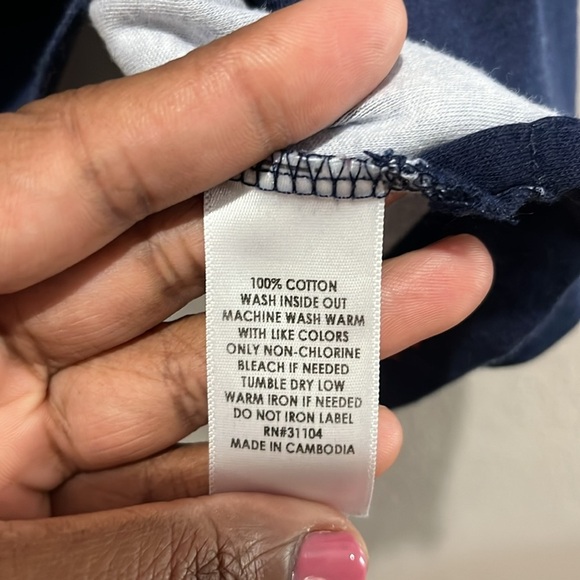 100% COTTON
WASH INSIDE OUT
MACHINE WASH WARM
WITH LIKE COLORS
ONLY NON-CHLORINE
BLEACH IF NEEDED
TUMBLE DRY LOW
WARM IRON IF NEEDED
DO NOT IRON LABEL
RN#31104
MADE IN CAMBODIA